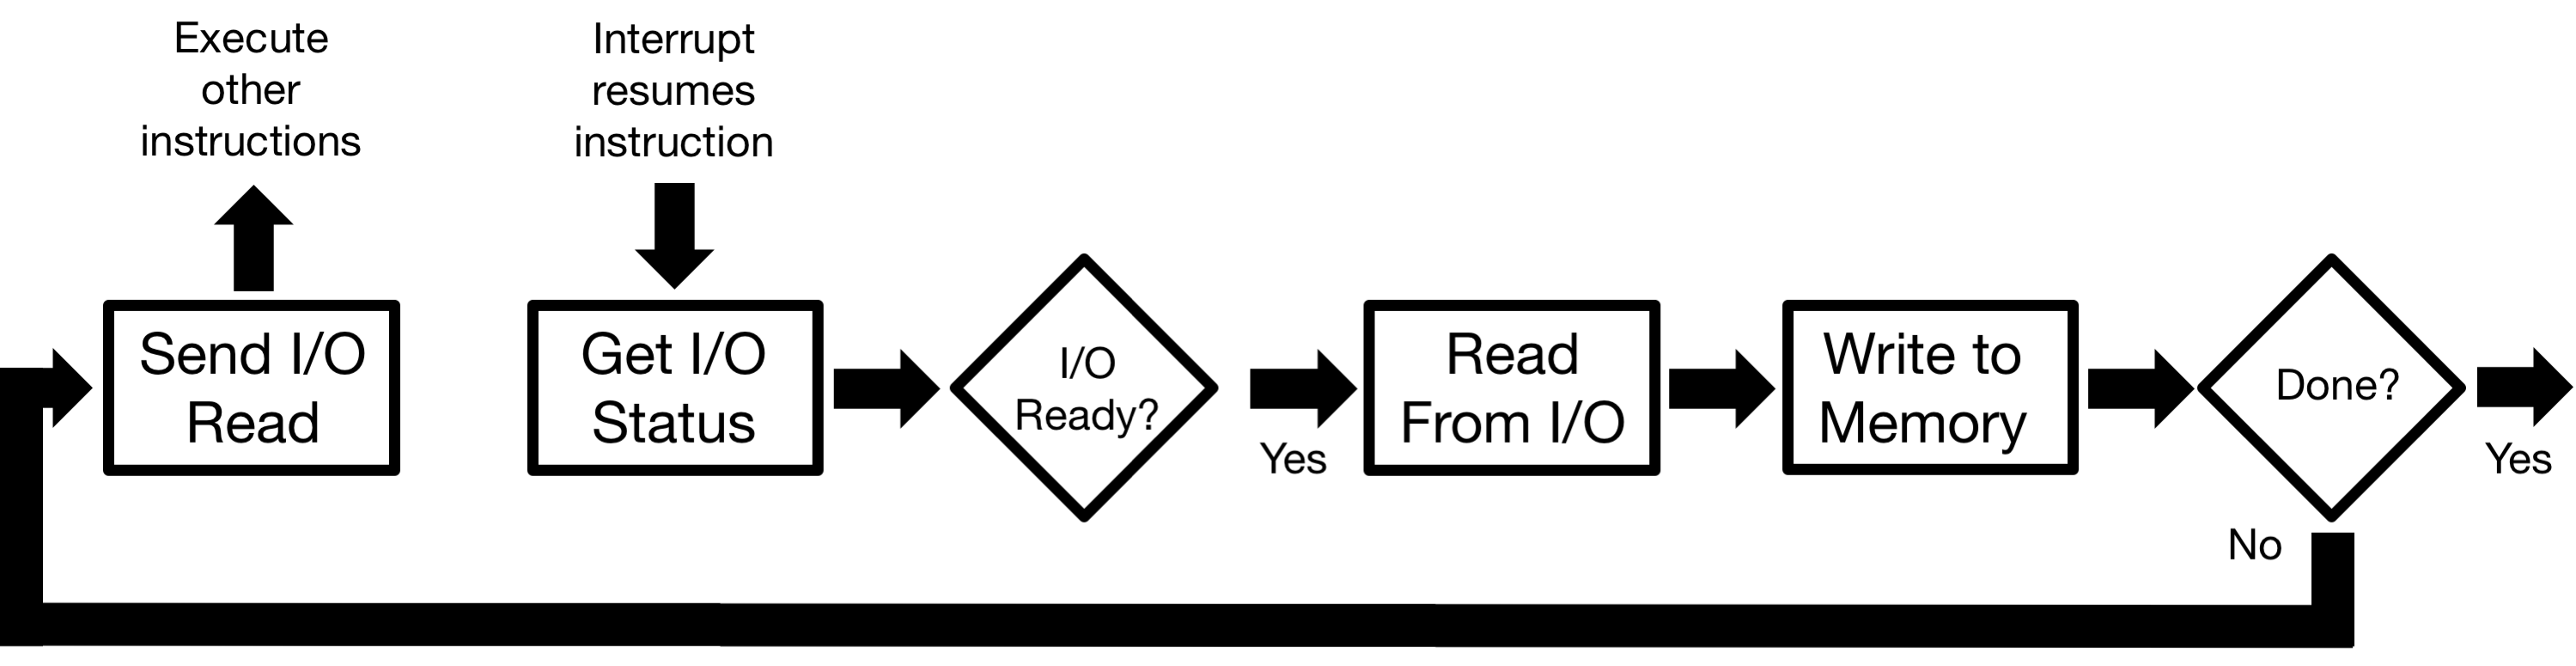 Execute
other
instructions
Interrupt
resumes
instruction
Send I/O
Read
Get I/O
Status
I/O
Ready?
Yes
Read
From I/O
Write to
Memory
Done?
Yes
No